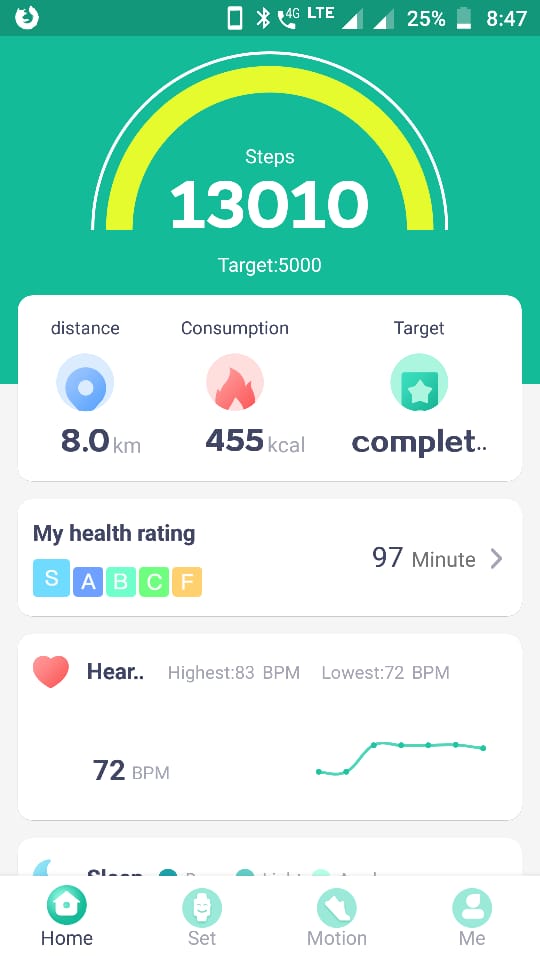 4G LTE 25% 8:47
Steps
13010
Target:5000
distance Consumption Target
8.0 km 455 kcal complet..
My health rating
97 Minute
S A B C F
Hear.. Highest:83 BPM Lowest:72 BPM
72 BPM
Sleep
Home Set Motion Me